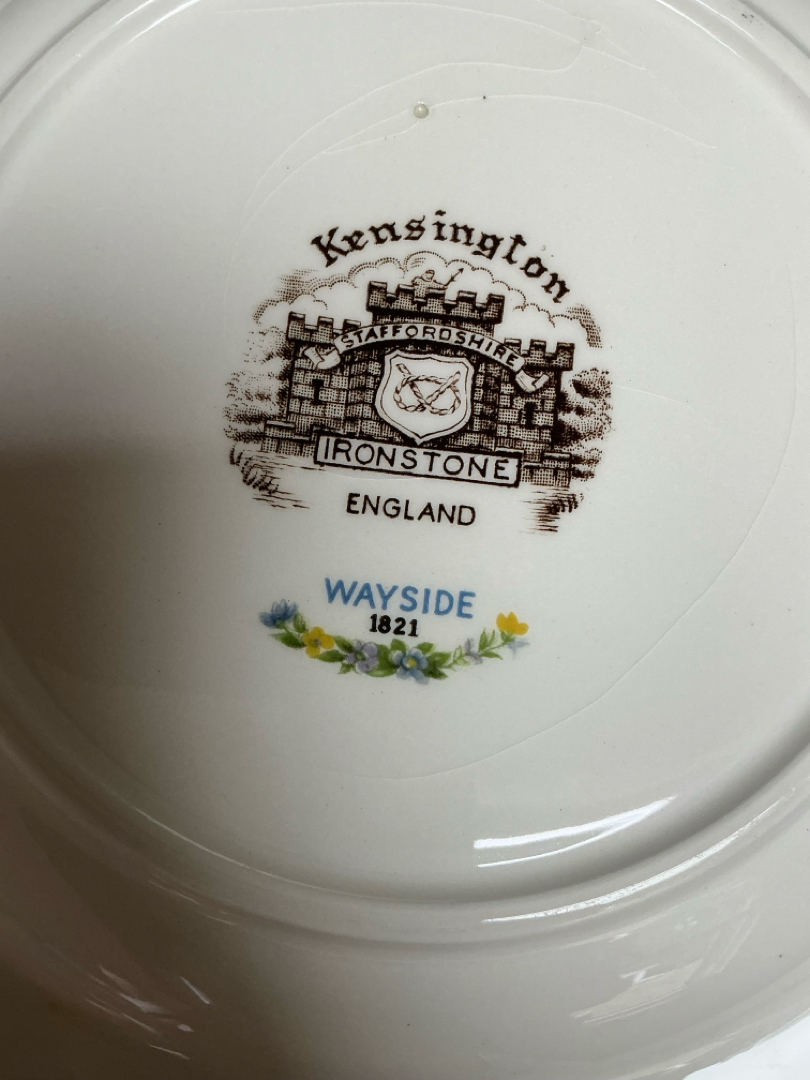 Kensington
STAFFORDSHIRE
IRONSTONE
ENGLAND
WAYSIDE
1821